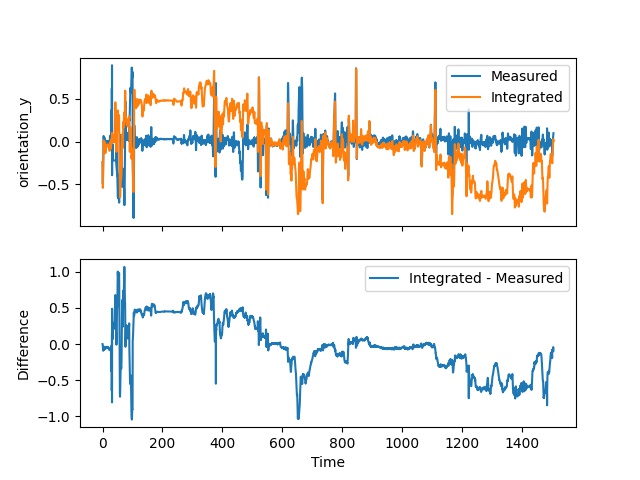 Measured
Integrated
0.5
0.0
−0.5
orientation_y
Integrated - Measured
1.0
0.5
0.0
−0.5
−1.0
Difference
0 200 400 600 800 1000 1200 1400
Time